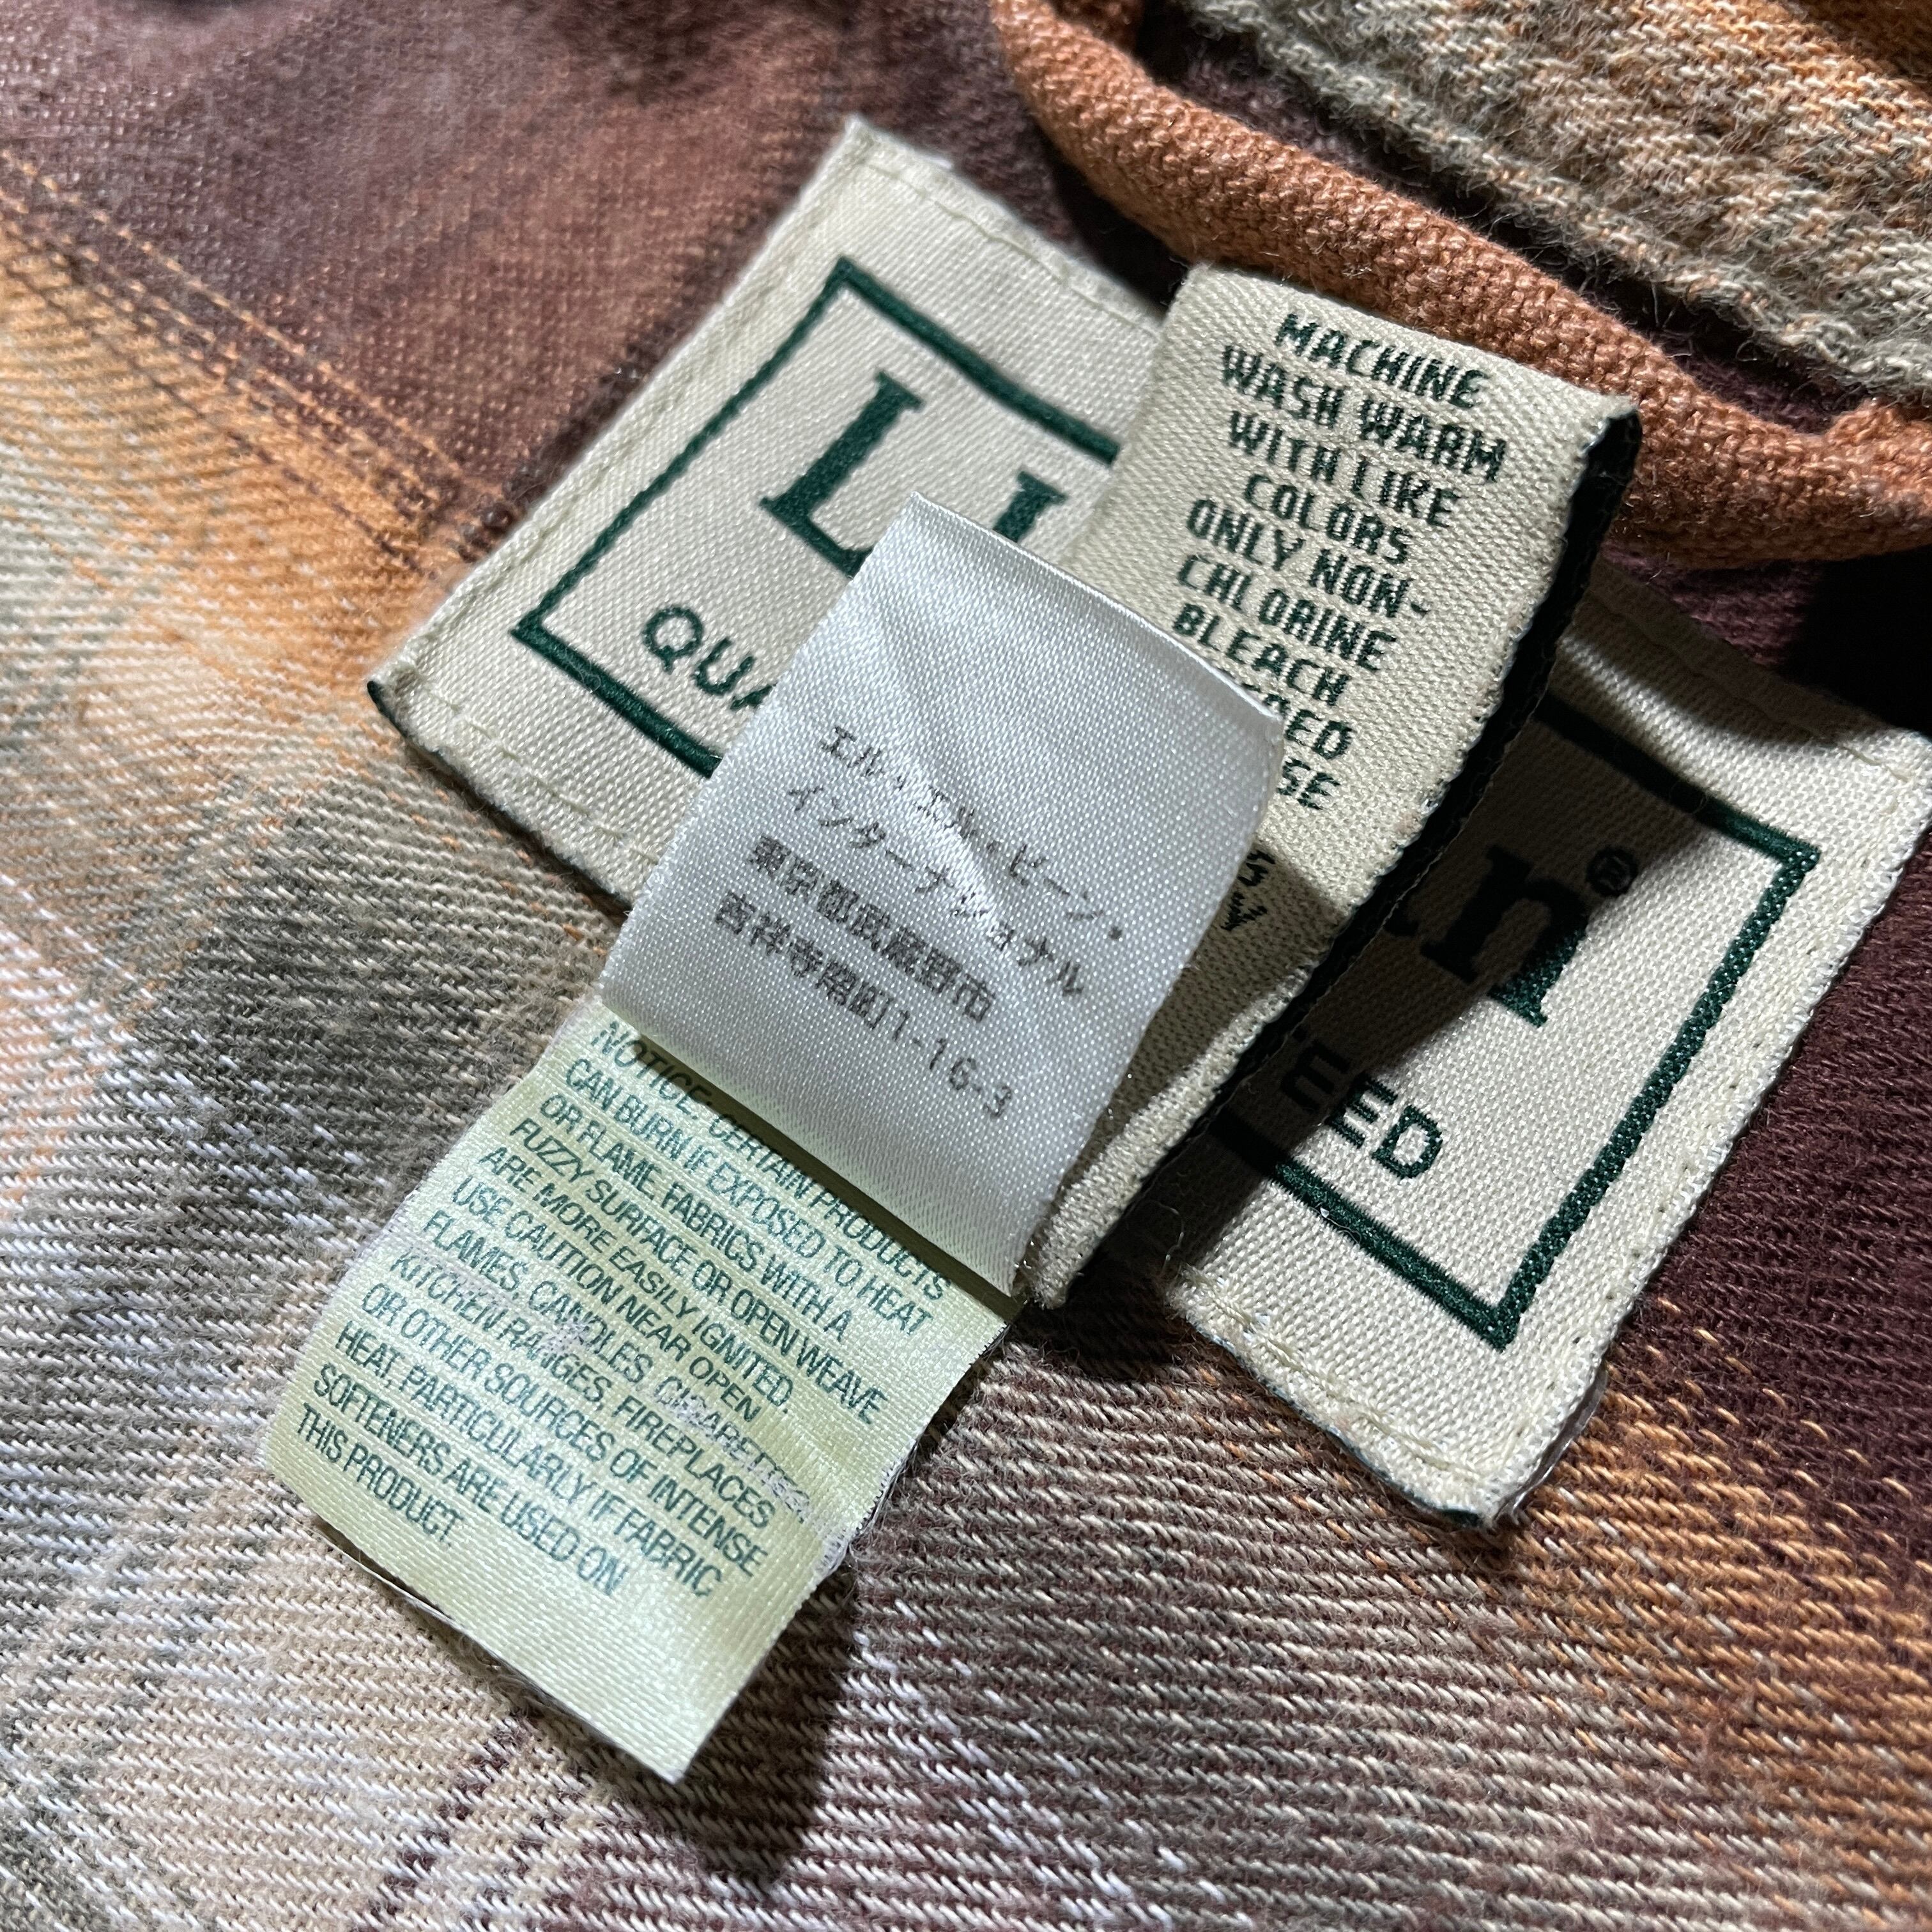 L.L.
QUA
n®
EED
MACHINE
WASH WARM
WITH LIKE
COLORS
ONLY NON-
CHLORINE
BLEACH
エル・エル・ビーン・
インターナショナル
東京都武蔵野市
吉祥寺南町1-16-3
NOTICE: CERTAIN PRODUCTS
CAN BURN IF EXPOSED TO HEAT
OR FLAME. FABRICS WITH A
FUZZY SURFACE OR OPEN WEAVE
ARE MORE EASILY IGNITED.
USE CAUTION NEAR OPEN
FLAMES, CANDLES, CIGARETTES,
KITCHEN RANGES, FIREPLACES
OR OTHER SOURCES OF INTENSE
HEAT, PARTICULARLY IF FABRIC
SOFTENERS ARE USED ON
THIS PRODUCT.